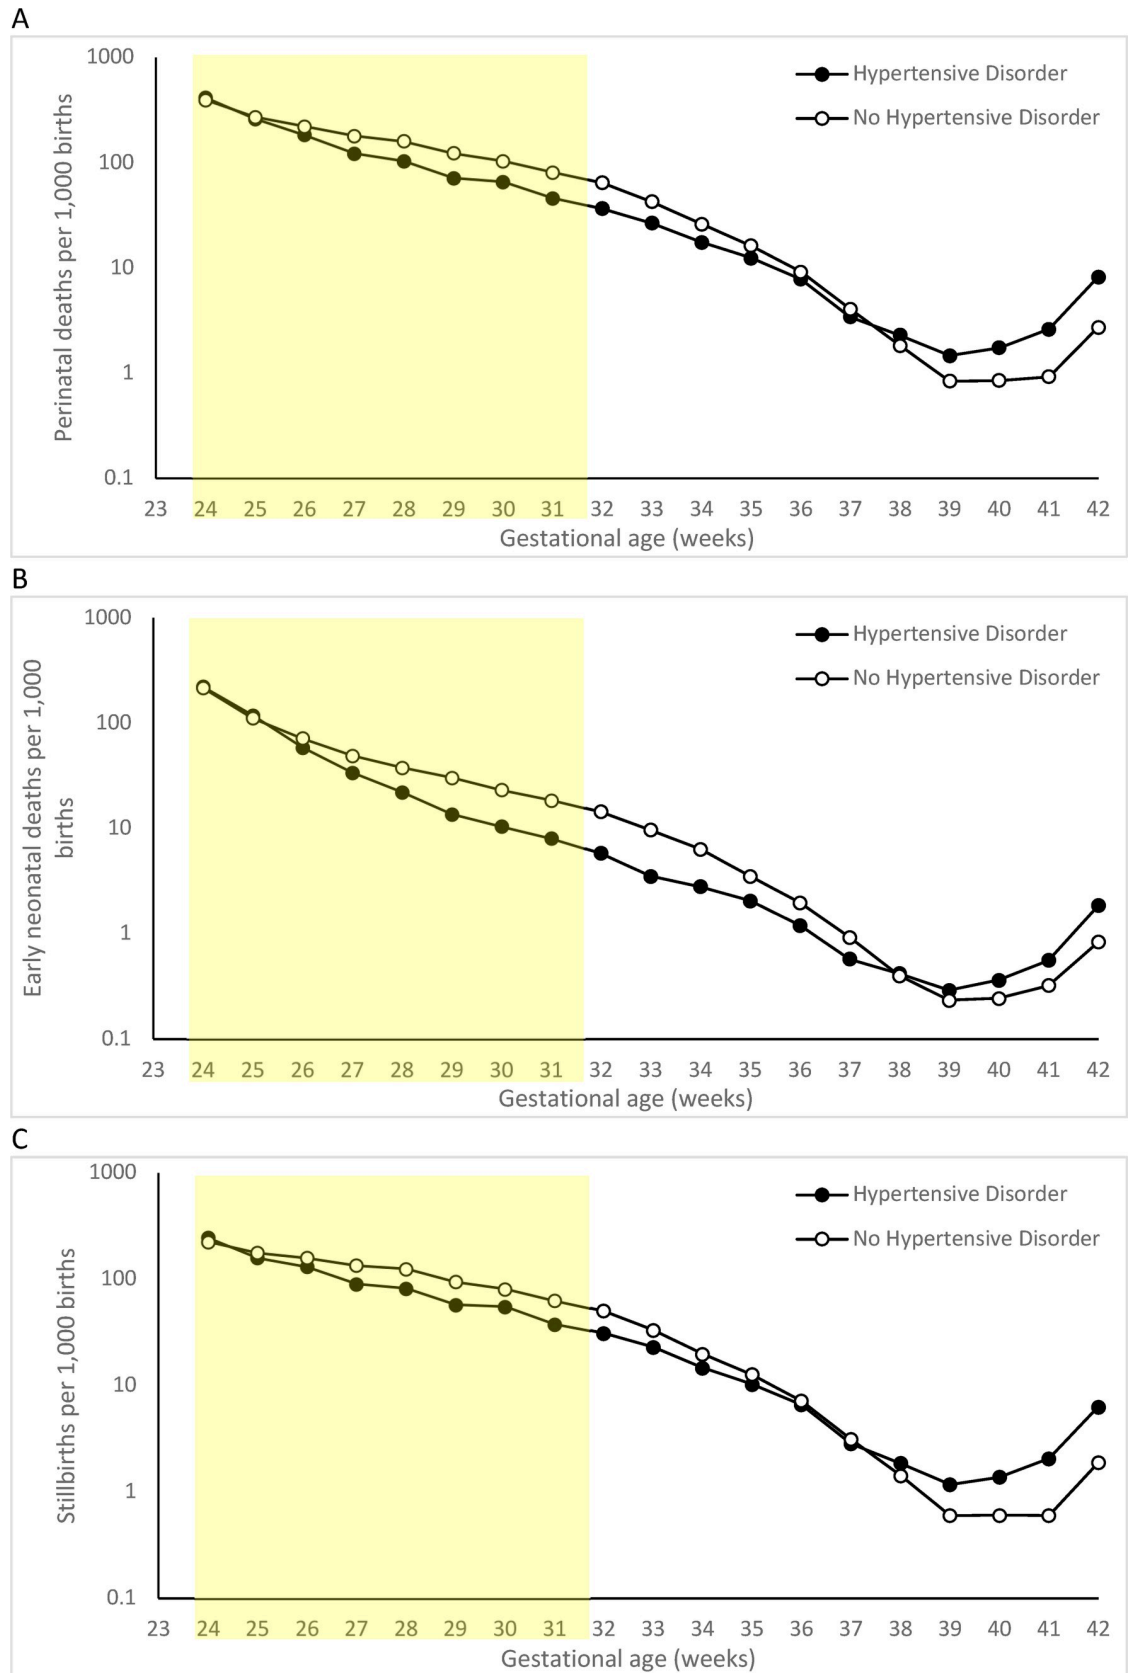 A
1000
100
10
1
0.1
Perinatal deaths per 1,000 births
Hypertensive Disorder
No Hypertensive Disorder
23 24 25 26 27 28 29 30 31 32 33 34 35 36 37 38 39 40 41 42
Gestational age (weeks)
B
1000
100
10
1
0.1
Early neonatal deaths per 1,000
births
Hypertensive Disorder
No Hypertensive Disorder
23 24 25 26 27 28 29 30 31 32 33 34 35 36 37 38 39 40 41 42
Gestational age (weeks)
C
1000
100
10
1
0.1
Stillbirths per 1,000 births
Hypertensive Disorder
No Hypertensive Disorder
23 24 25 26 27 28 29 30 31 32 33 34 35 36 37 38 39 40 41 42
Gestational age (weeks)